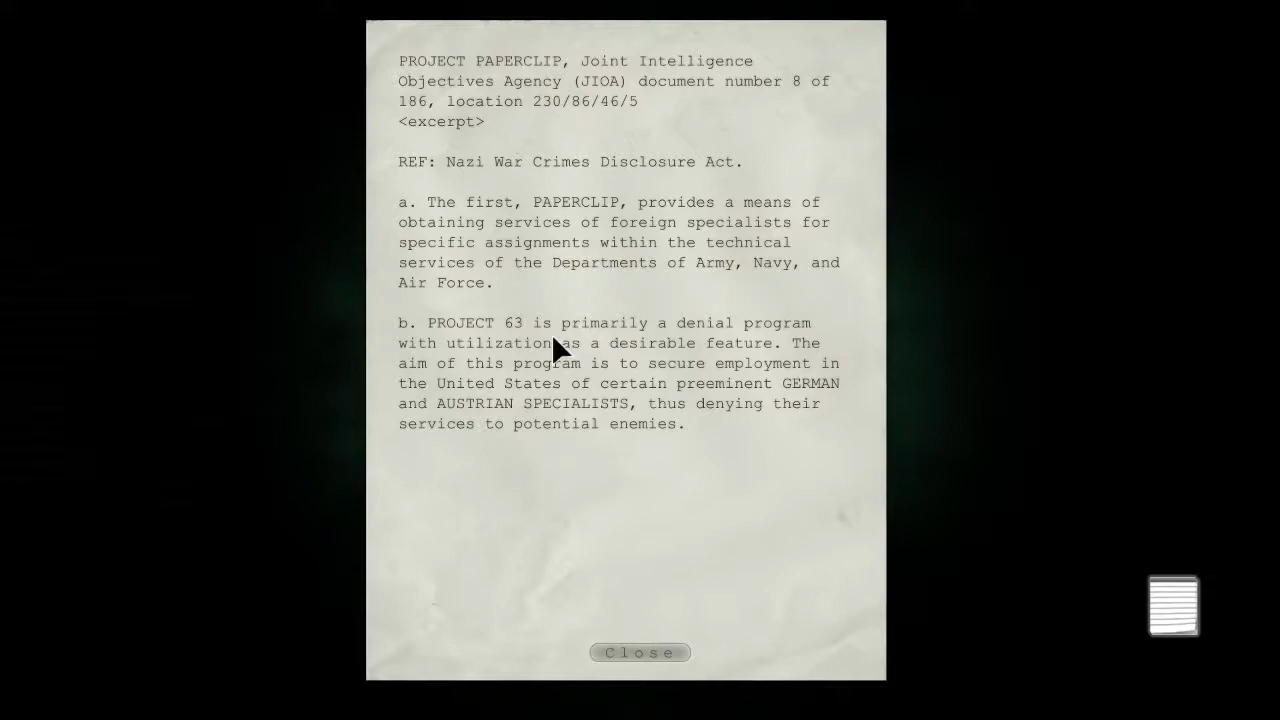 PROJECT PAPERCLIP, Joint Intelligence
Objectives Agency (JIOA) document number 8 of
186, location 230/86/46/5
<excerpt>
REF: Nazi War Crimes Disclosure Act.
a. The first, PAPERCLIP, provides a means of
obtaining services of foreign specialists for
specific assignments within the technical
services of the Departments of Army, Navy, and
Air Force.
b. PROJECT 63 is primarily a denial program
with utilization as a desirable feature. The
aim of this program is to secure employment in
the United States of certain preeminent GERMAN
and AUSTRIAN SPECIALISTS, thus denying their
services to potential enemies.
Close